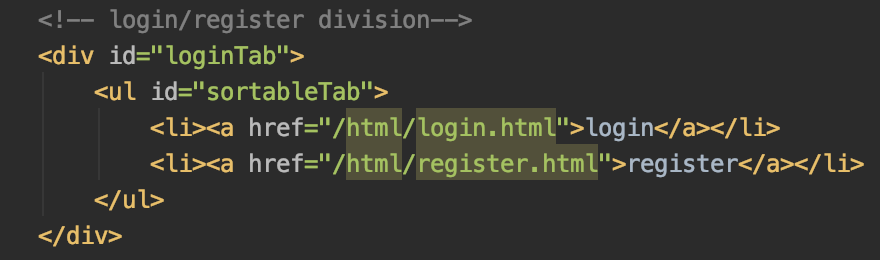 <!-- login/register division-->
<div id="loginTab">
    <ul id="sortableTab">
        <li><a href="/html/login.html">login</a></li>
        <li><a href="/html/register.html">register</a></li>
    </ul>
</div>